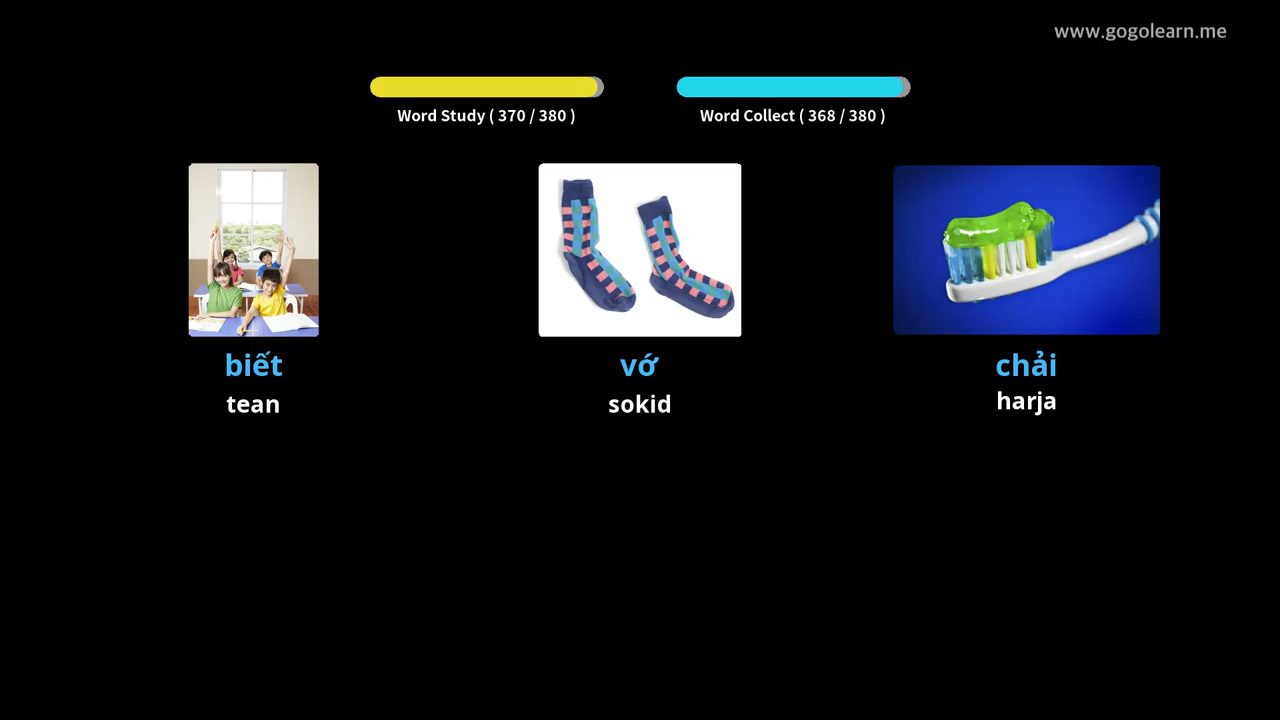 www.gogolearn.me
Word Study ( 370 / 380 )
Word Collect ( 368 / 380 )
biết
vớ
chải
tean
sokid
harja